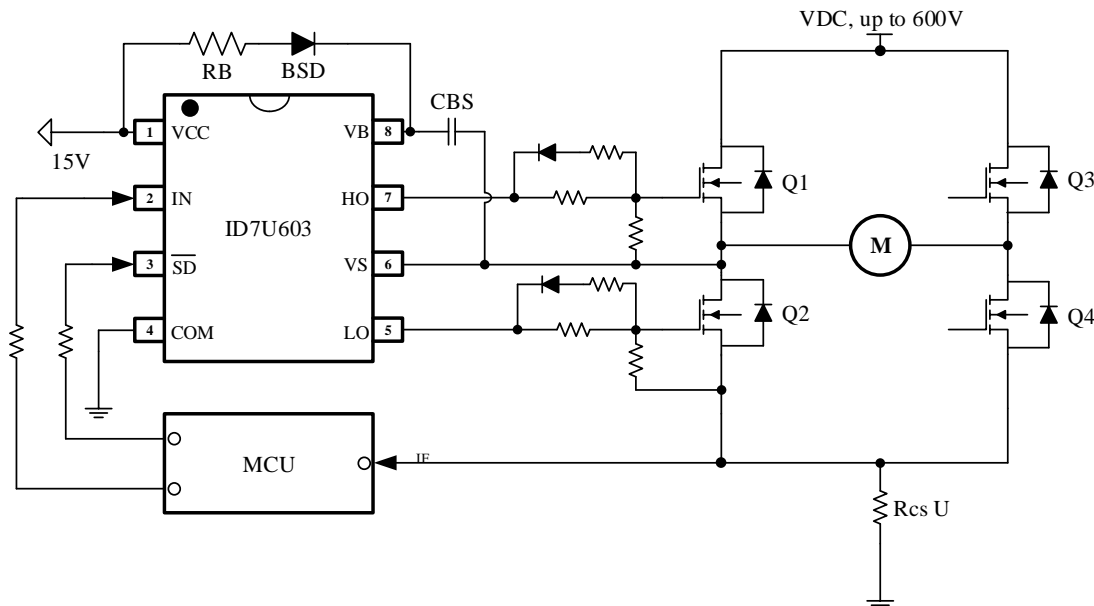 VDC, up to 600V
RB
BSD
CBS
15V
1 VCC
VB 8
2 IN
HO 7
ID7U603
3 SD
VS 6
4 COM
LO 5
Q1
Q3
M
Q2
Q4
MCU
IF
Rcs U